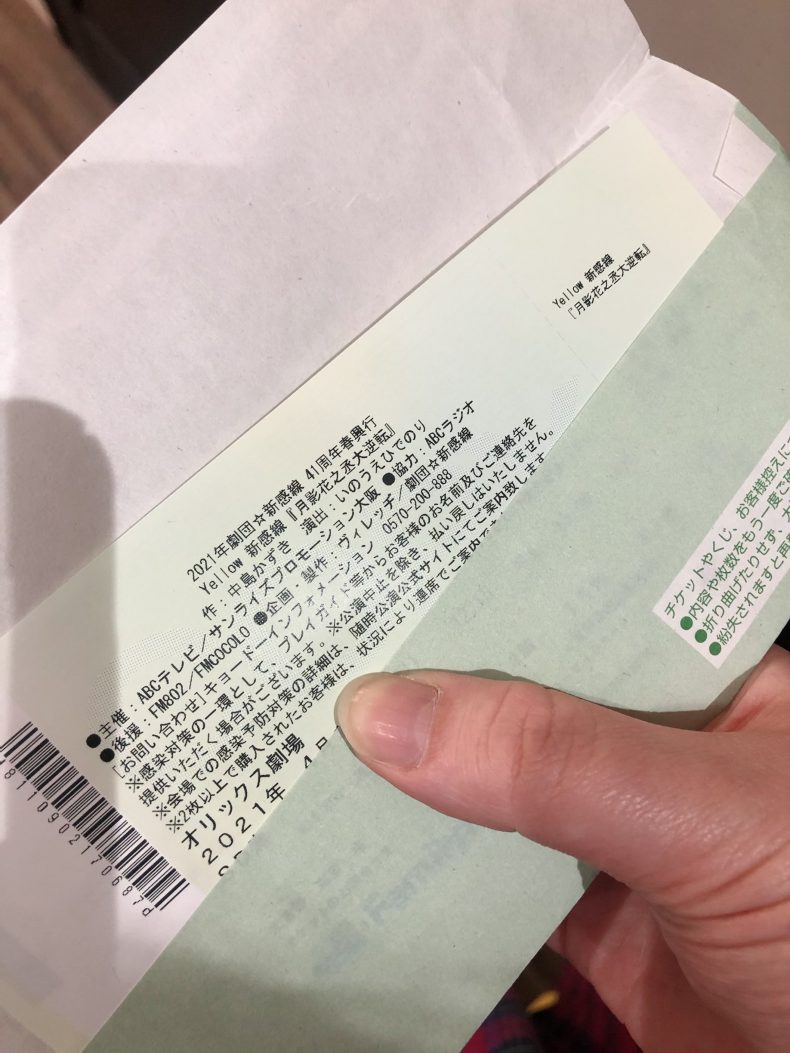 2021年劇団☆新感線 41周年春興行
Yellow 新感線『月影花之丞大逆転』
作：中島かずき 演出：いのうえひでのり
●主催：ABCテレビ/サンライズプロモーション大阪 ●協力：ABCラジオ
●後援：FM802/FMCOCOLO ●企画 製作：ヴィレッヂ/劇団☆新感線
[お問い合わせ]キョードーインフォメーション 0570-200-888
※感染対策の一環として、プレイガイド等からお客様のお名前及びご連絡先を
提供いただく場合がございます。※公演中止を除き、払い戻しはいたしません。
※会場での感染予防対策の詳細は、随時公演公式サイトにてご案内致します
※2枚以上で購入されたお客様は、状況により連席でご案内で
オリックス劇場
2021年 4
Yellow 新感線
『月影花之丞大逆転』
チケットやくじ、お客様控えに
●内容や枚数をもう一度ご確
●折り曲げたりせず、大
●紛失されますと再